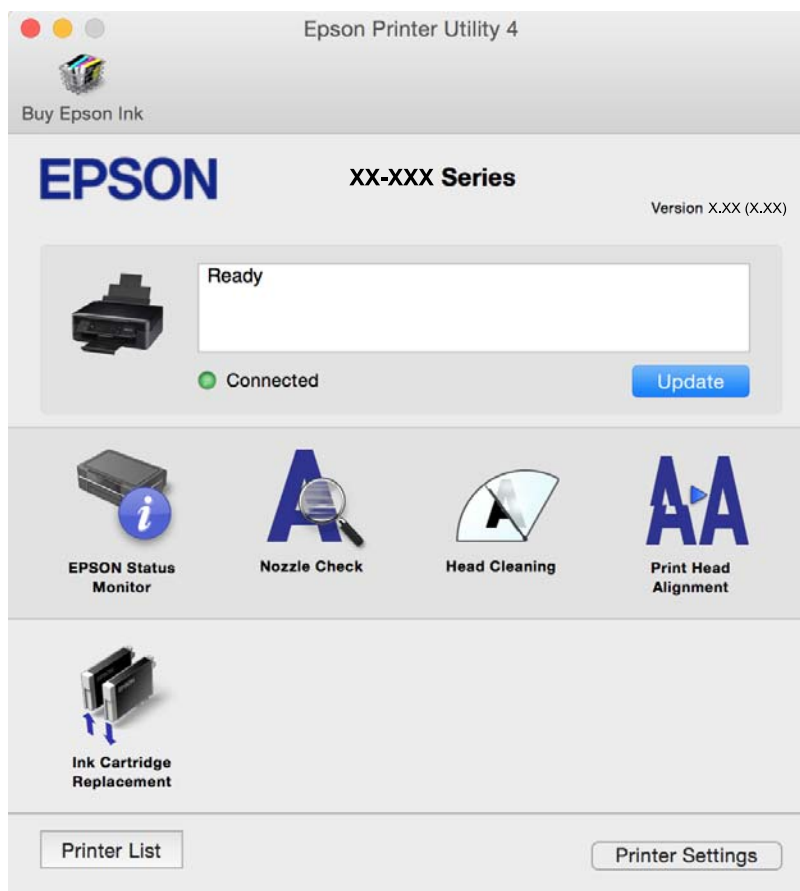 Epson Printer Utility 4
Buy Epson Ink
EPSON
XX-XXX Series
Version X.XX (X.XX)
Ready
Connected
Update
EPSON Status
Monitor
Nozzle Check
Head Cleaning
Print Head
Alignment
Ink Cartridge
Replacement
Printer List
Printer Settings